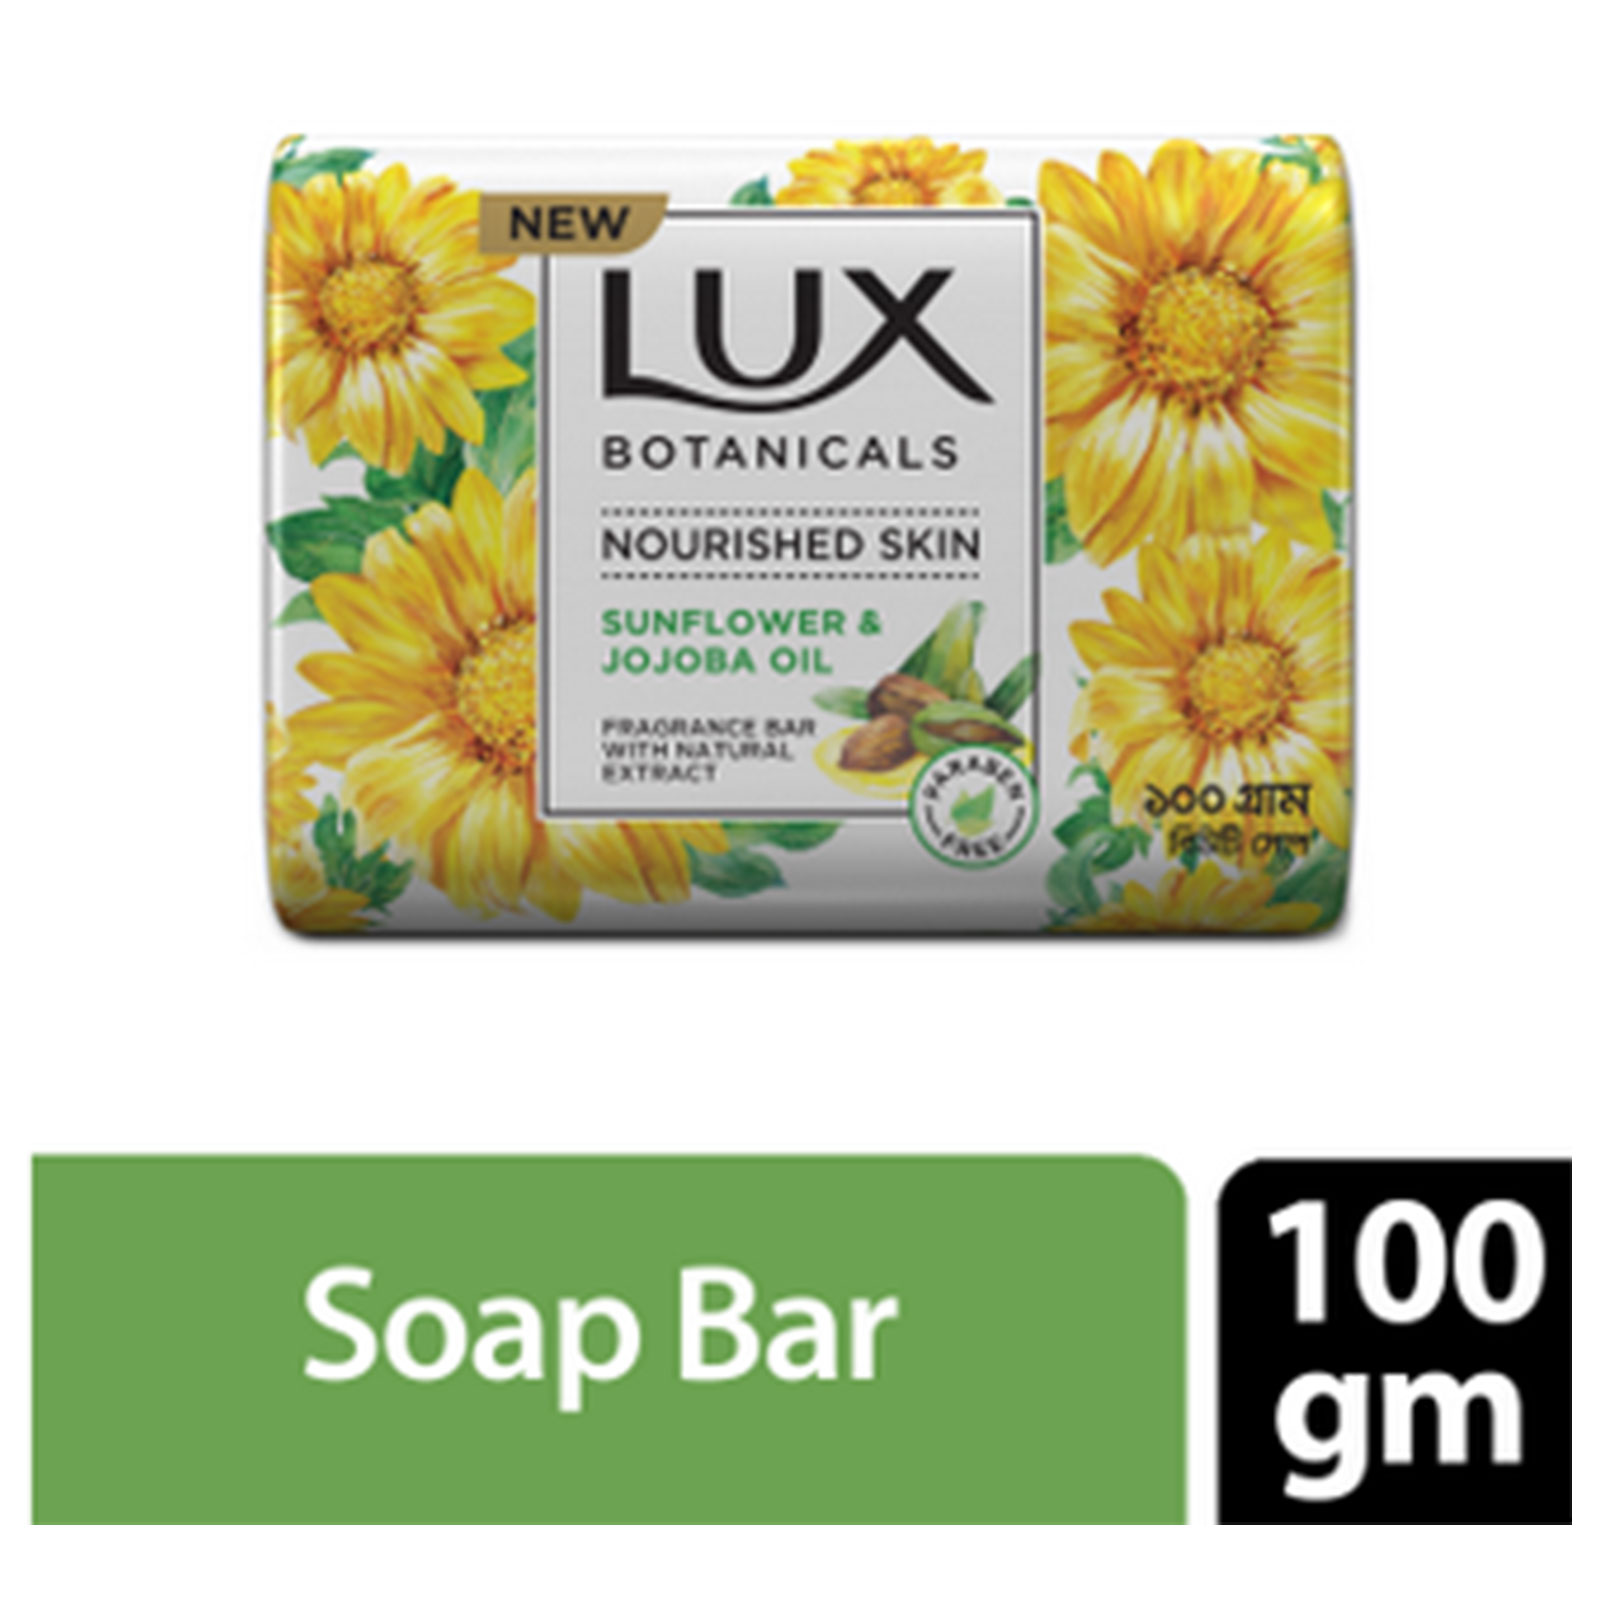 NEW
LUX
BOTANICALS
NOURISHED SKIN
SUNFLOWER &
JOJOBA OIL
FRAGRANCE BAR
WITH NATURAL
EXTRACT
PARABEN
FREE
১০০ গ্রাম
বিউটি সোপ
Soap Bar
100
gm